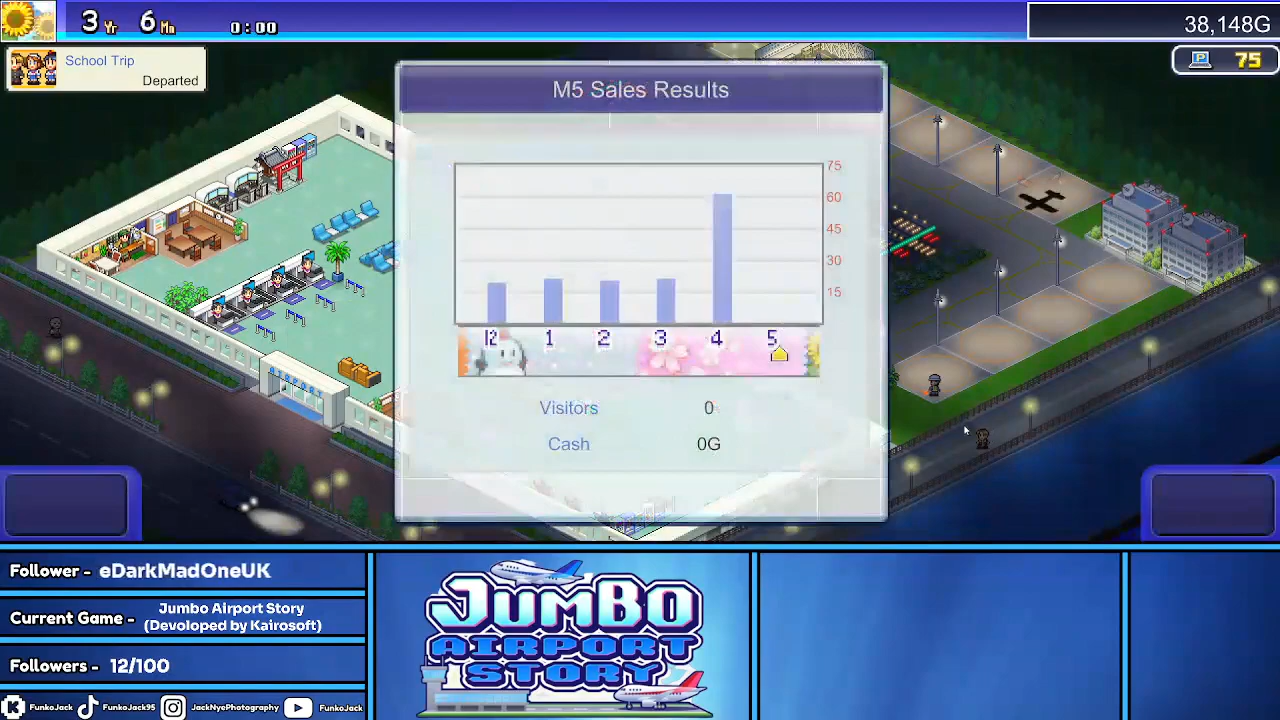 3 Yr 6 Mn 0:00
38,148G
School Trip
Departed
P 75
M5 Sales Results
75
60
45
30
15
12 1 2 3 4 5
Visitors 0
Cash 0G
AIRPORT
Follower - eDarkMadOneUK
Current Game - Jumbo Airport Story
(Devoloped by Kairosoft)
Followers - 12/100
FunkoJack FunkoJack95 JackNyePhotography FunkoJack
JUMBO
AIRPORT
STORY